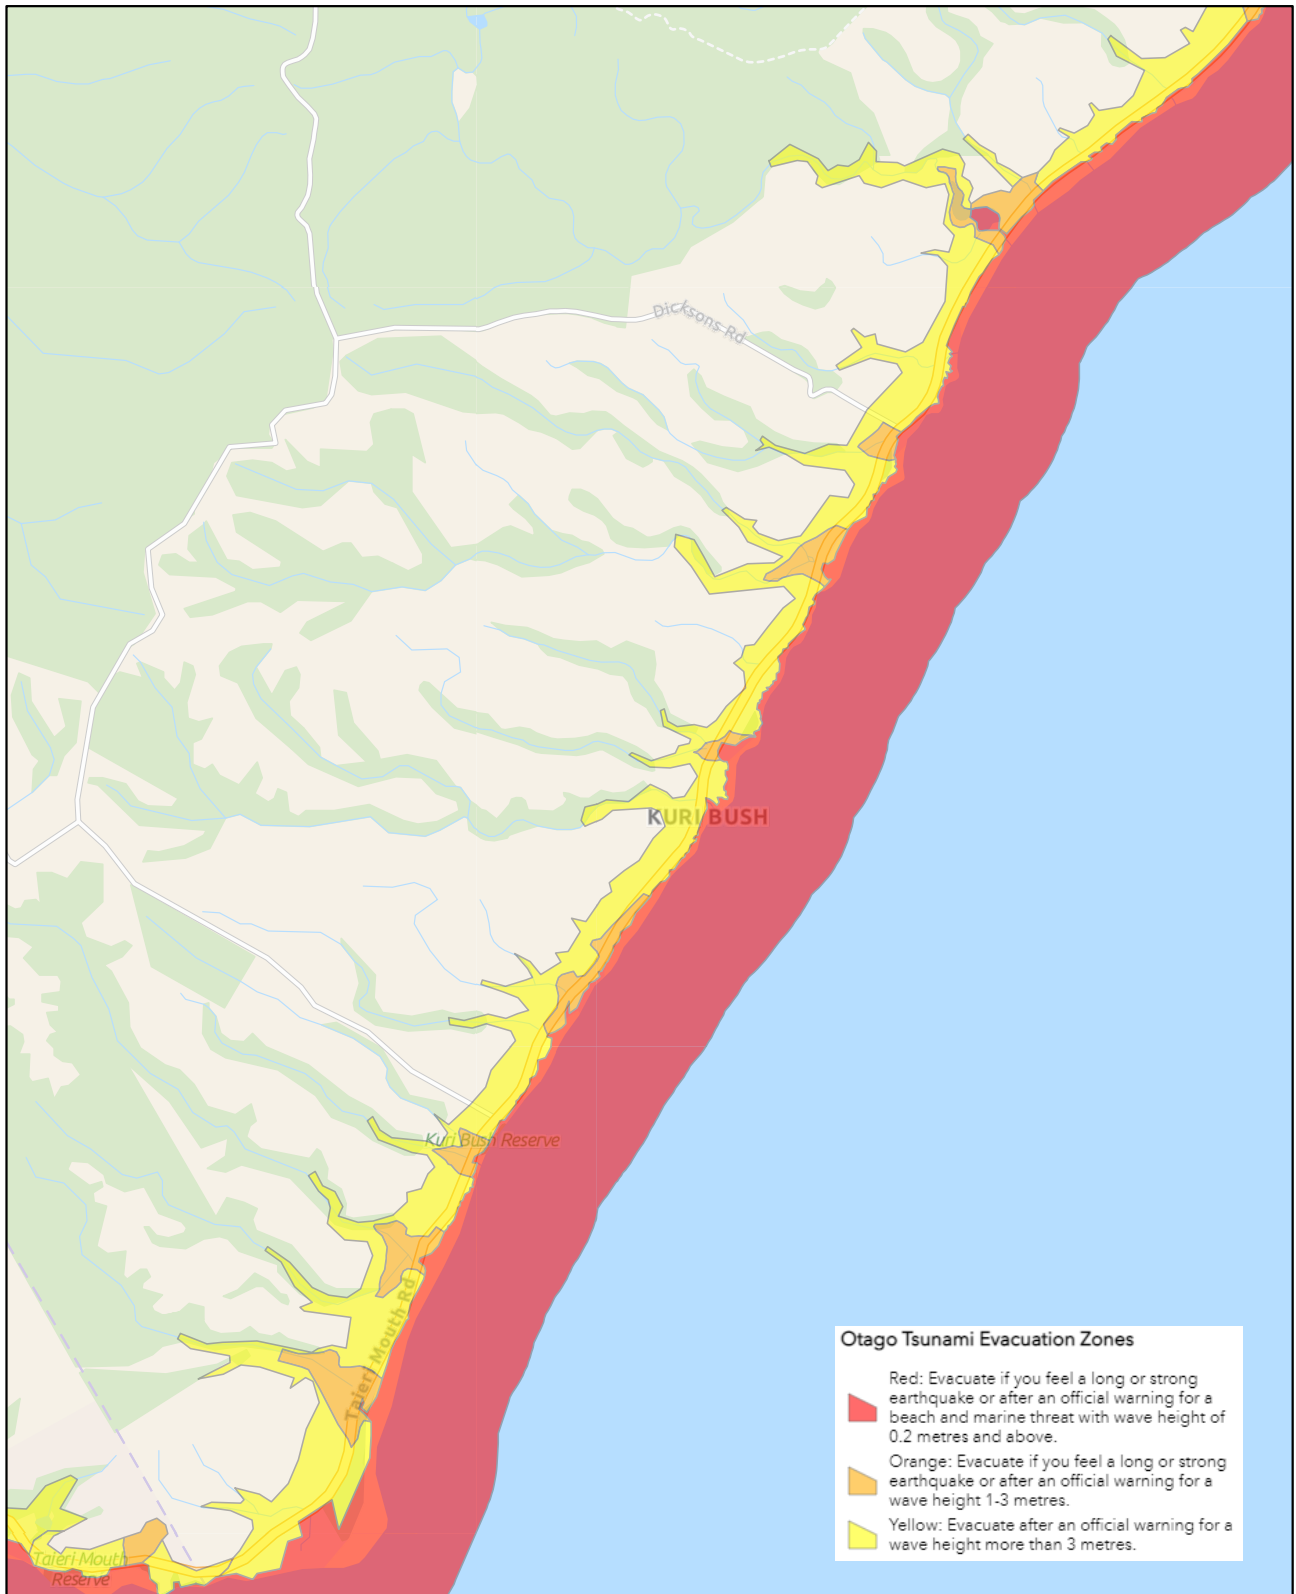 Dicksons Rd
KURI BUSH
Kuri Bush Reserve
Taieri Mouth Rd
Otago Tsunami Evacuation Zones
Red: Evacuate if you feel a long or strong
earthquake or after an official warning for a
beach and marine threat with wave height of
0.2 metres and above.
Orange: Evacuate if you feel a long or strong
earthquake or after an official warning for a
wave height 1-3 metres.
Yellow: Evacuate after an official warning for a
wave height more than 3 metres.
Taieri Mouth
Reserve